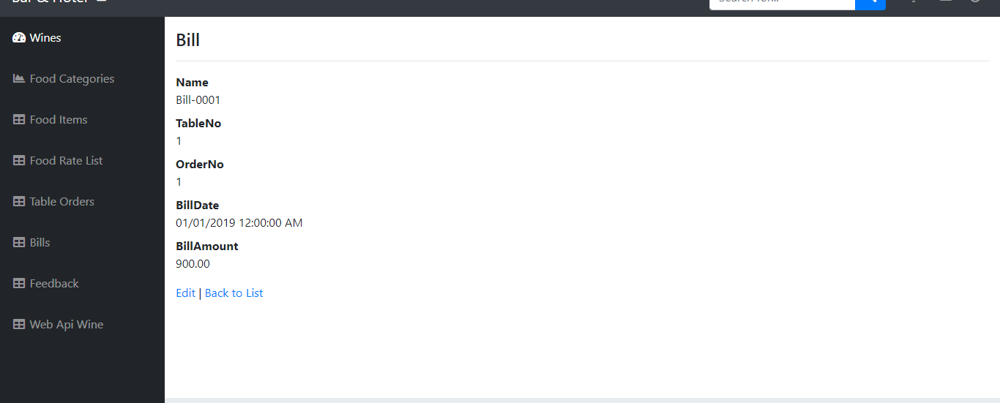 Bar & Hotel
Search for...
Wines
Food Categories
Food Items
Food Rate List
Table Orders
Bills
Feedback
Web Api Wine
Bill
Name
Bill-0001
TableNo
1
OrderNo
1
BillDate
01/01/2019 12:00:00 AM
BillAmount
900.00
Edit | Back to List